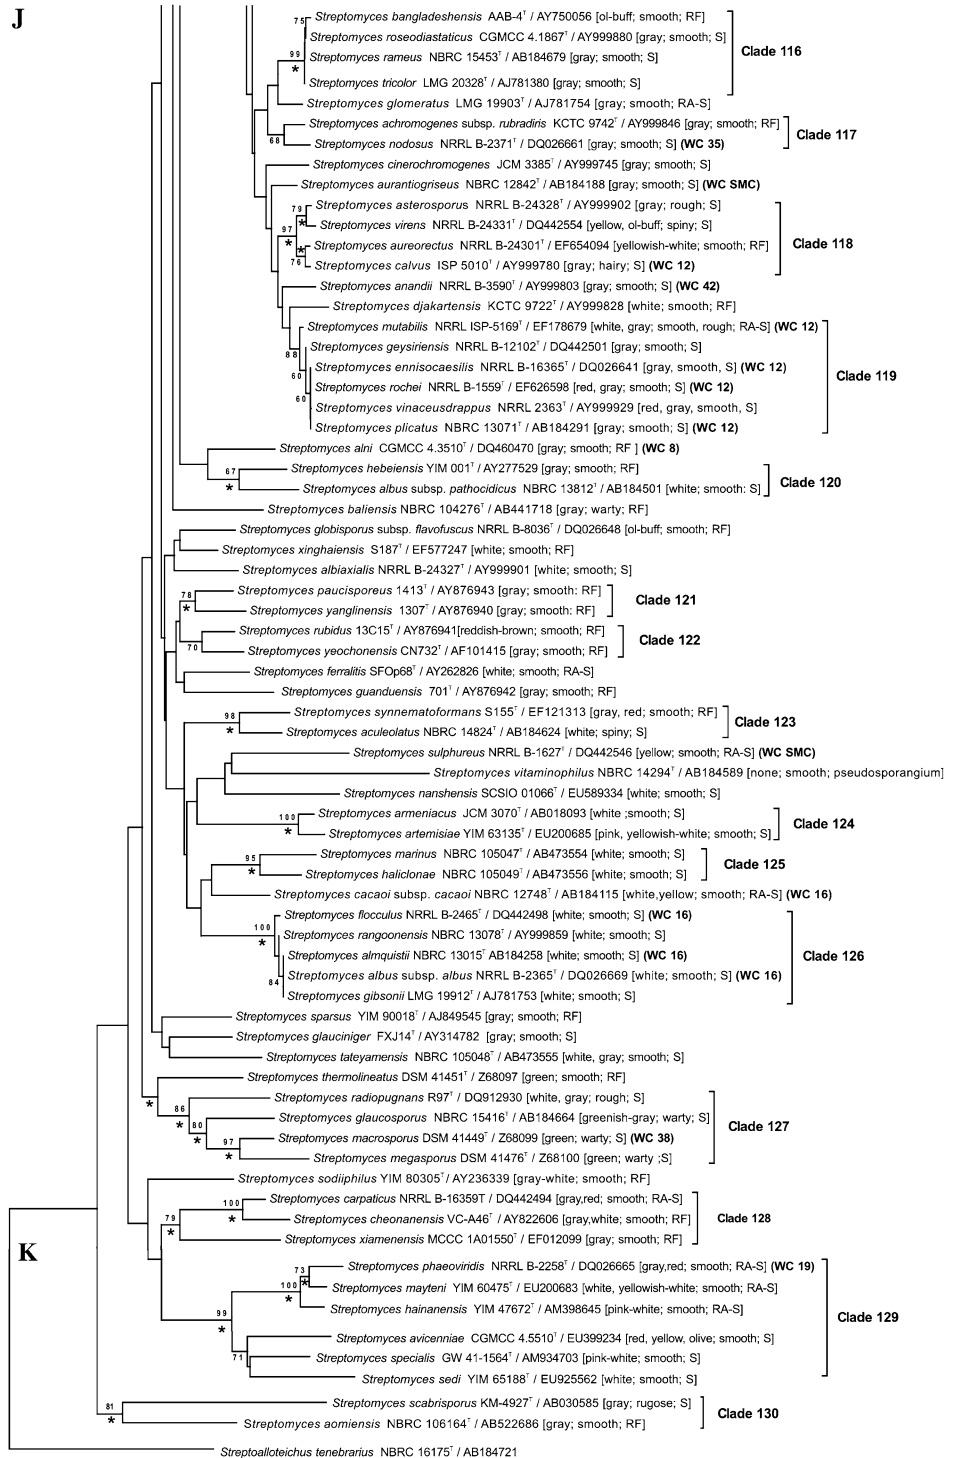 J
75 Streptomyces bangladeshensis AAB-4T / AY750056 [ol-buff; smooth; RF]
Streptomyces roseodiastaticus CGMCC 4.1867T / AY999880 [gray; smooth; S]
Clade 116
99
* Streptomyces rameus NBRC 15453T / AB184679 [gray; smooth; S]
Streptomyces tricolor LMG 20328T / AJ781380 [gray; smooth; S]
Streptomyces glomeratus LMG 19903T / AJ781754 [gray; smooth; RA-S]
Streptomyces achromogenes subsp. rubradiris KCTC 9742T / AY999846 [gray; smooth; RF]
Clade 117
68 Streptomyces nodosus NRRL B-2371T / DQ026661 [gray; smooth; S] (WC 35)
Streptomyces cinerochromogenes JCM 3385T / AY999745 [gray; smooth; S]
Streptomyces aurantiogriseus NBRC 12842T / AB184188 [gray; smooth; S] (WC SMC)
79 Streptomyces asterosporus NRRL B-24328T / AY999902 [gray; rough; S]
* Streptomyces virens NRRL B-24331T / DQ442554 [yellow, ol-buff; spiny; S]
97
* * Streptomyces aureorectus NRRL B-24301T / EF654094 [yellowish-white; smooth; RF] Clade 118
76 Streptomyces calvus ISP 5010T / AY999780 [gray; hairy; S] (WC 12)
Streptomyces anandii NRRL B-3590T / AY999803 [gray; smooth; S] (WC 42)
Streptomyces djakartensis KCTC 9722T / AY999828 [white; smooth; RF]
Streptomyces mutabilis NRRL ISP-5169T / EF178679 [white, gray; smooth, rough; RA-S] (WC 12)
88 Streptomyces geysiriensis NRRL B-12102T / DQ442501 [gray; smooth; S]
60 Streptomyces ennisocaesilis NRRL B-16365T / DQ026641 [gray, smooth, S] (WC 12)
Clade 119
Streptomyces rochei NRRL B-1559T / EF626598 [red, gray; smooth; S] (WC 12)
60 Streptomyces vinaceusdrappus NRRL 2363T / AY999929 [red, gray, smooth, S]
Streptomyces plicatus NBRC 13071T / AB184291 [gray; smooth; S] (WC 12)
Streptomyces alni CGMCC 4.3510T / DQ460470 [gray; smooth; RF ] (WC 8)
67 Streptomyces hebeiensis YIM 001T / AY277529 [gray; smooth; RF]
Clade 120
* Streptomyces albus subsp. pathocidicus NBRC 13812T / AB184501 [white; smooth: S]
Streptomyces baliensis NBRC 104276T / AB441718 [gray; warty; RF]
Streptomyces globisporus subsp. flavofuscus NRRL B-8036T / DQ026648 [ol-buff; smooth; RF]
Streptomyces xinghaiensis S187T / EF577247 [white; smooth; RF]
Streptomyces albiaxialis NRRL B-24327T / AY999901 [white; smooth; S]
78 Streptomyces paucisporeus 1413T / AY876943 [gray; smooth: RF]
Clade 121
* Streptomyces yanglinensis 1307T / AY876940 [gray; smooth: RF]
Streptomyces rubidus 13C15T / AY876941[reddish-brown; smooth; RF]
Clade 122
70 Streptomyces yeochonensis CN732T / AF101415 [gray; smooth; RF]
Streptomyces ferralitis SFOp68T / AY262826 [white; smooth; RA-S]
Streptomyces guanduensis 701T / AY876942 [gray; smooth; RF]
98 Streptomyces synnematoformans S155T / EF121313 [gray, red; smooth; RF]
Clade 123
* Streptomyces aculeolatus NBRC 14824T / AB184624 [white; spiny; S]
Streptomyces sulphureus NRRL B-1627T / DQ442546 [yellow; smooth; RA-S] (WC SMC)
Streptomyces vitaminophilus NBRC 14294T / AB184589 [none; smooth; pseudosporangium]
Streptomyces nanshensis SCSIO 01066T / EU589334 [white; smooth; S]
100 Streptomyces armeniacus JCM 3070T / AB018093 [white ;smooth; S]
Clade 124
* Streptomyces artemisiae YIM 63135T / EU200685 [pink, yellowish-white; smooth; S]
95 Streptomyces marinus NBRC 105047T / AB473554 [white; smooth; S]
Clade 125
* Streptomyces haliclonae NBRC 105049T / AB473556 [white; smooth; S]
Streptomyces cacaoi subsp. cacaoi NBRC 12748T / AB184115 [white,yellow; smooth; RA-S] (WC 16)
Streptomyces flocculus NRRL B-2465T / DQ442498 [white; smooth; S] (WC 16)
100
* Streptomyces rangoonensis NBRC 13078T / AY999859 [white; smooth; S]
Streptomyces almquistii NBRC 13015T AB184258 [white; smooth; S] (WC 16) Clade 126
Streptomyces albus subsp. albus NRRL B-2365T / DQ026669 [white; smooth; S] (WC 16)
84
Streptomyces gibsonii LMG 19912T / AJ781753 [white; smooth; S]
Streptomyces sparsus YIM 90018T / AJ849545 [gray; smooth; RF]
Streptomyces glauciniger FXJ14T / AY314782 [gray; smooth; S]
Streptomyces tateyamensis NBRC 105048T / AB473555 [white, gray; smooth; S]
Streptomyces thermolineatus DSM 41451T / Z68097 [green; smooth; RF]
* 86 Streptomyces radiopugnans R97T / DQ912930 [white, gray; rough; S]
* 80 Streptomyces glaucosporus NBRC 15416T / AB184664 [greenish-gray; warty; S]
Clade 127
* 97 Streptomyces macrosporus DSM 41449T / Z68099 [green; warty; S] (WC 38)
* Streptomyces megasporus DSM 41476T / Z68100 [green; warty ;S]
Streptomyces sodiiphilus YIM 80305T / AY236339 [gray-white; smooth; RF]
100 Streptomyces carpaticus NRRL B-16359T / DQ442494 [gray,red; smooth; RA-S]
79 * Streptomyces cheonanensis VC-A46T / AY822606 [gray,white; smooth; RF] Clade 128
* Streptomyces xiamenensis MCCC 1A01550T / EF012099 [gray; smooth; RF]
K
73 Streptomyces phaeoviridis NRRL B-2258T / DQ026665 [gray,red; smooth; RA-S] (WC 19)
100 * Streptomyces mayteni YIM 60475T / EU200683 [white, yellowish-white; smooth; RA-S]
* Streptomyces hainanensis YIM 47672T / AM398645 [pink-white; smooth; RA-S]
99 Clade 129
* Streptomyces avicenniae CGMCC 4.5510T / EU399234 [red, yellow, olive; smooth; S]
71 Streptomyces specialis GW 41-1564T / AM934703 [pink-white; smooth; S]
Streptomyces sedi YIM 65188T / EU925562 [white; smooth; S]
81 Streptomyces scabrisporus KM-4927T / AB030585 [gray; rugose; S]
Clade 130
* Streptomyces aomiensis NBRC 106164T / AB522686 [gray; smooth; RF]
Streptoalloteichus tenebrarius NBRC 16175T / AB184721